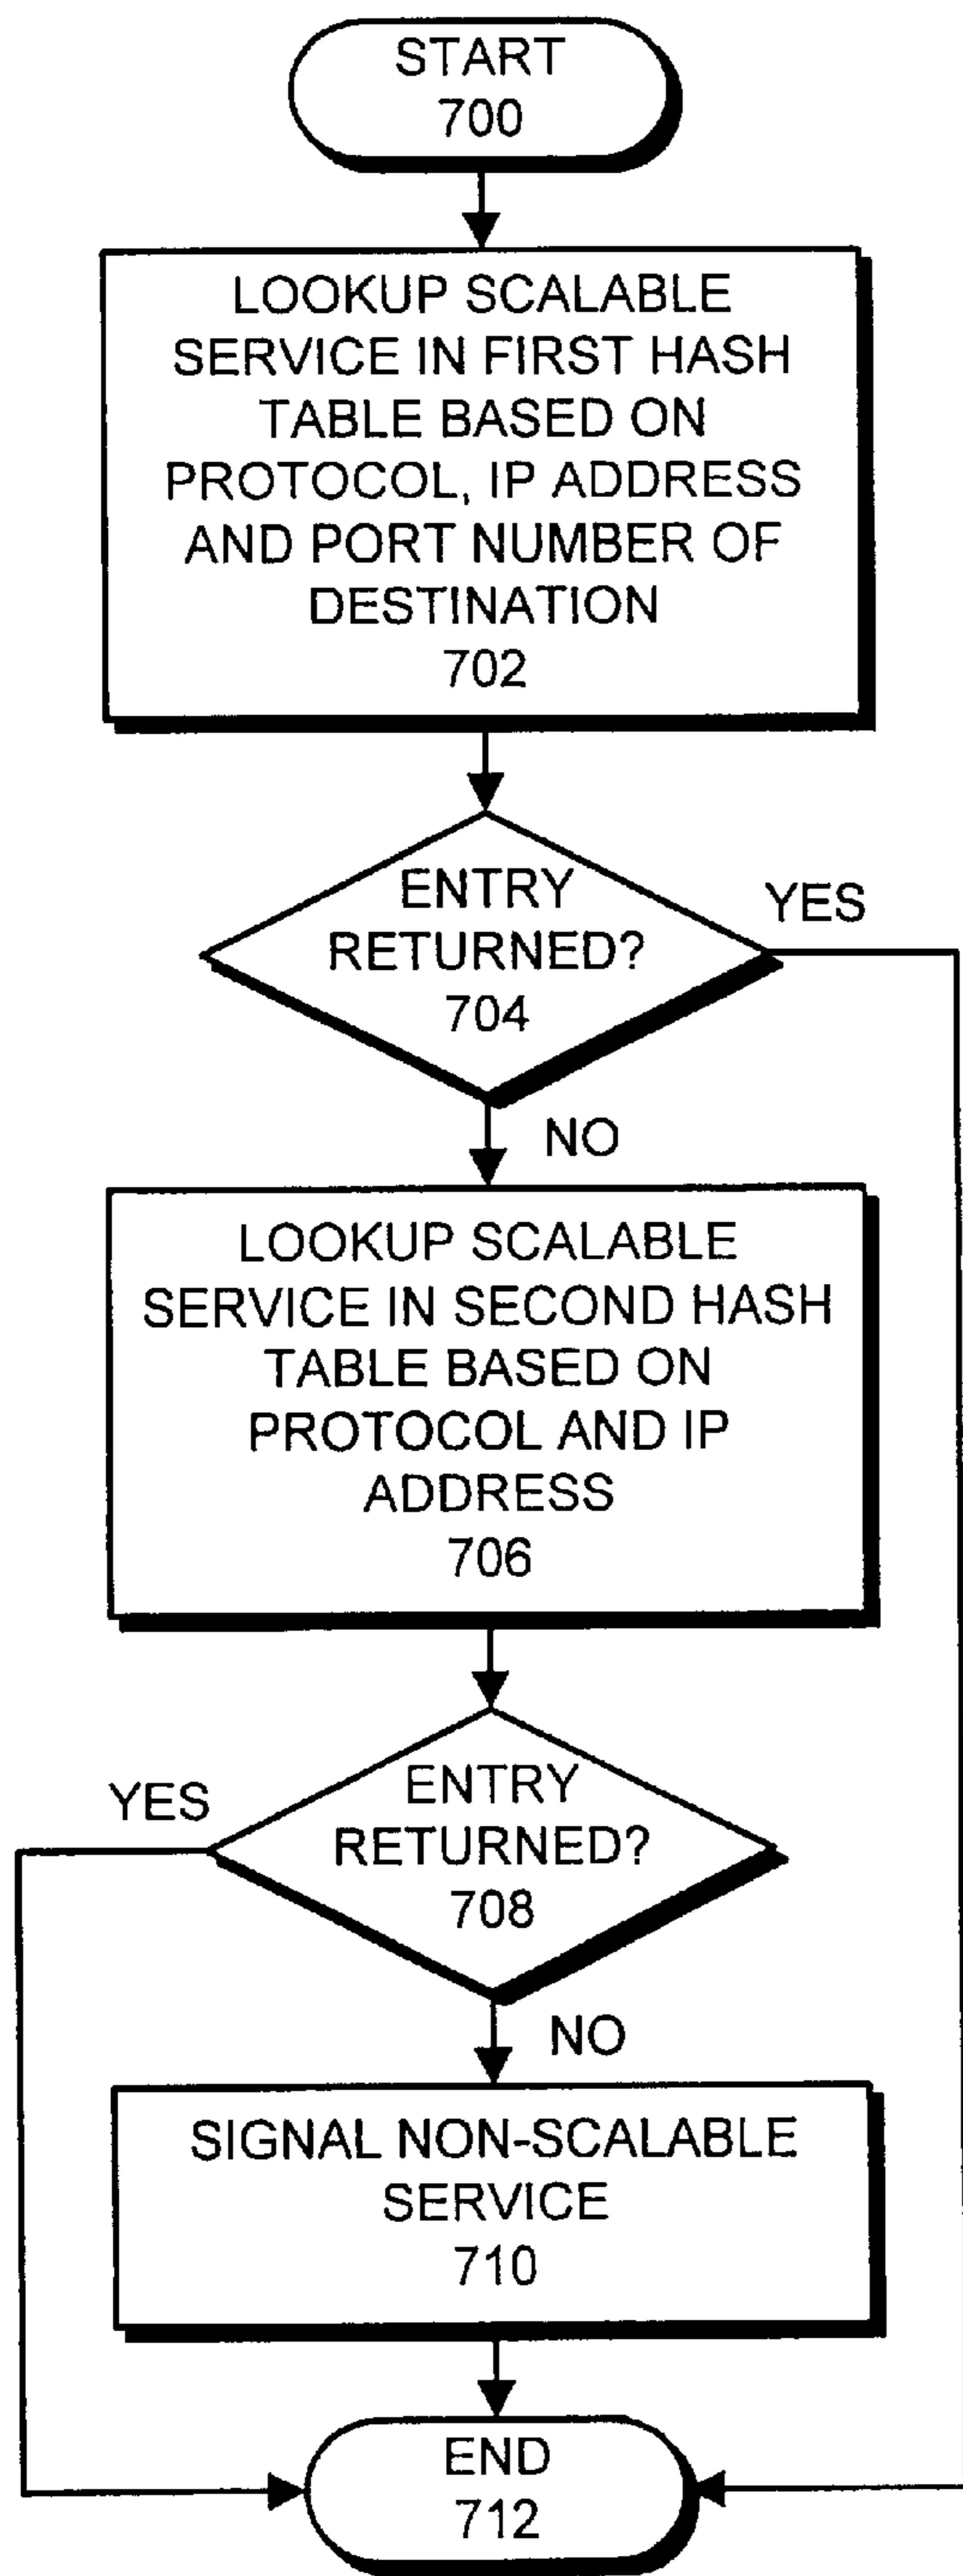 START
700
LOOKUP SCALABLE
SERVICE IN FIRST HASH
TABLE BASED ON
PROTOCOL, IP ADDRESS
AND PORT NUMBER OF
DESTINATION
702
ENTRY
RETURNED?
704
YES
NO
LOOKUP SCALABLE
SERVICE IN SECOND HASH
TABLE BASED ON
PROTOCOL AND IP
ADDRESS
706
YES
ENTRY
RETURNED?
708
NO
SIGNAL NON-SCALABLE
SERVICE
710
END
712